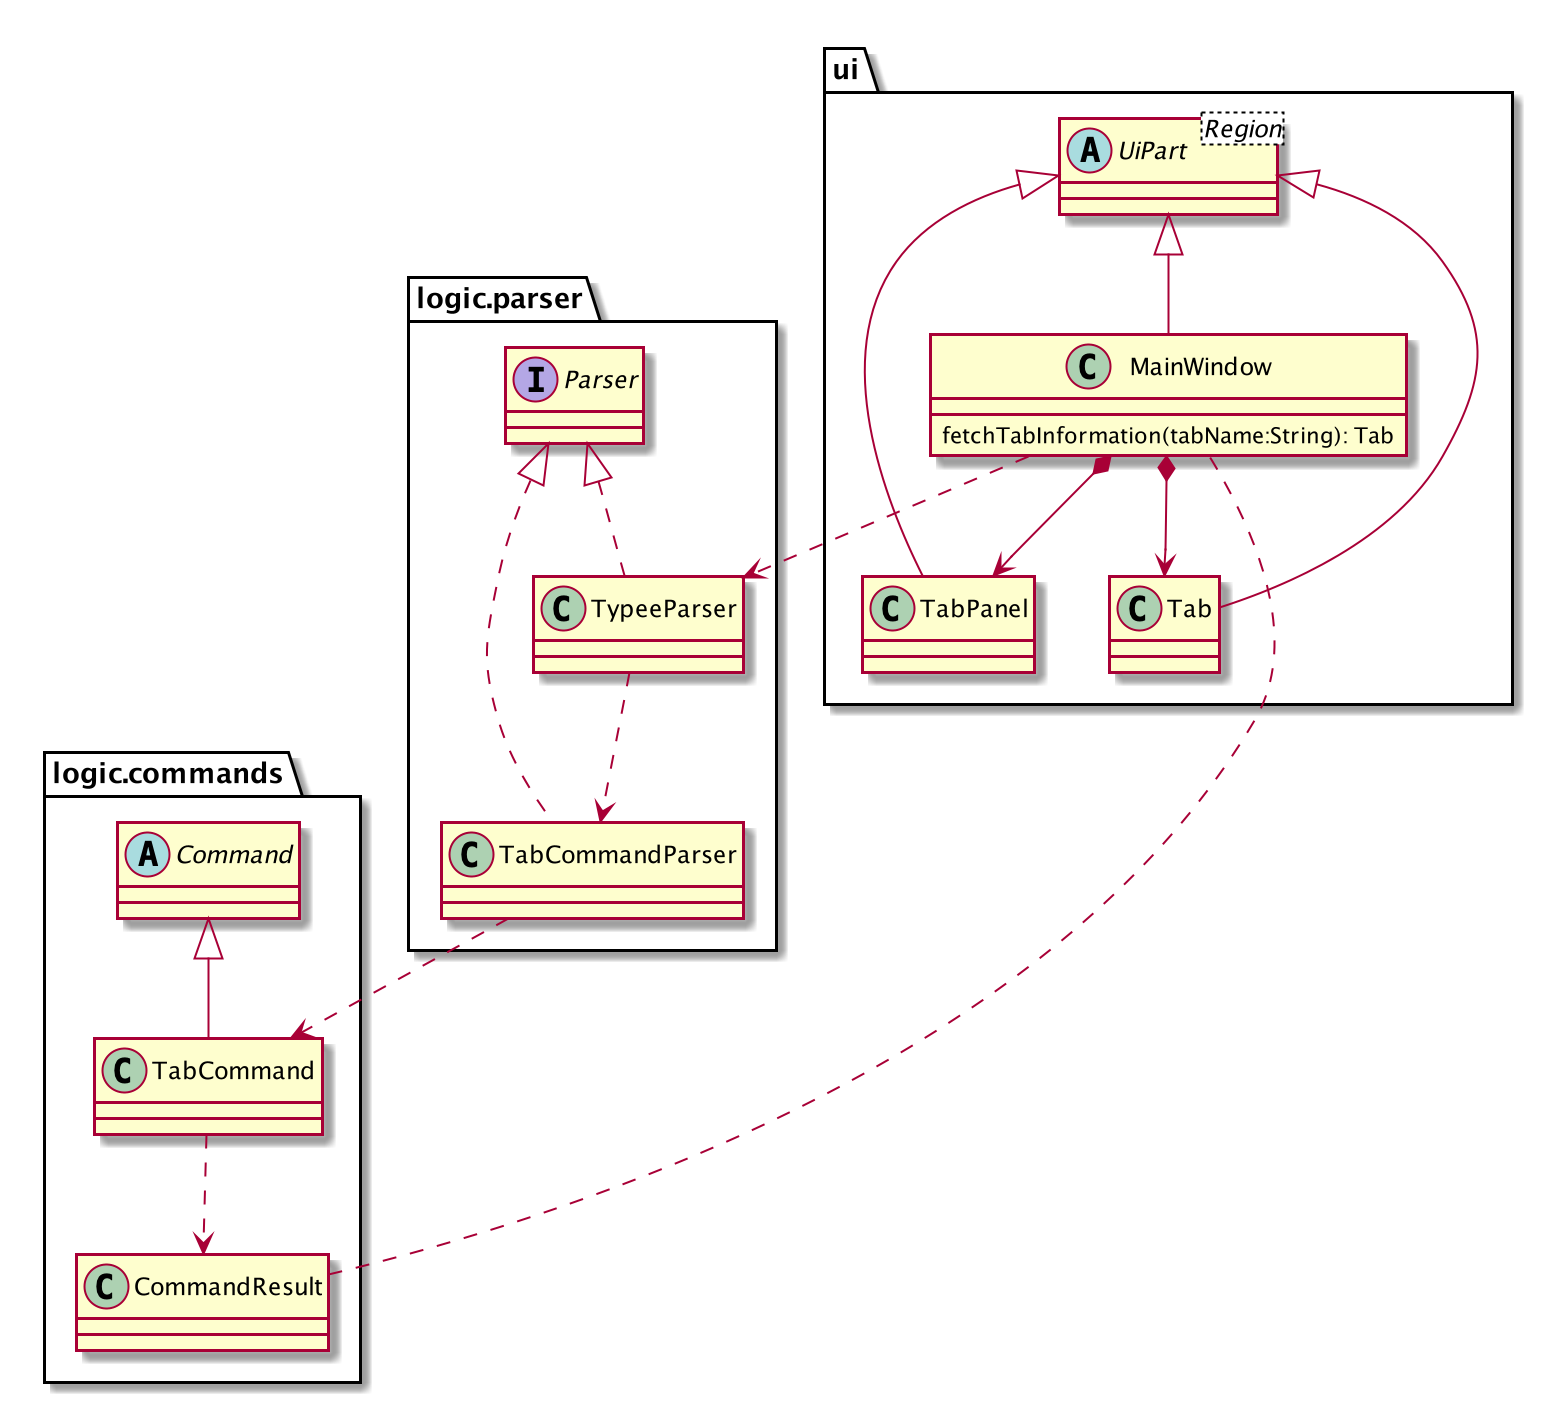 ui
Region
A UiPart
C MainWindow
fetchTabInformation(tabName:String): Tab
C TabPanel
C Tab
logic.parser
I Parser
C TypeeParser
C TabCommandParser
logic.commands
A Command
C TabCommand
C CommandResult